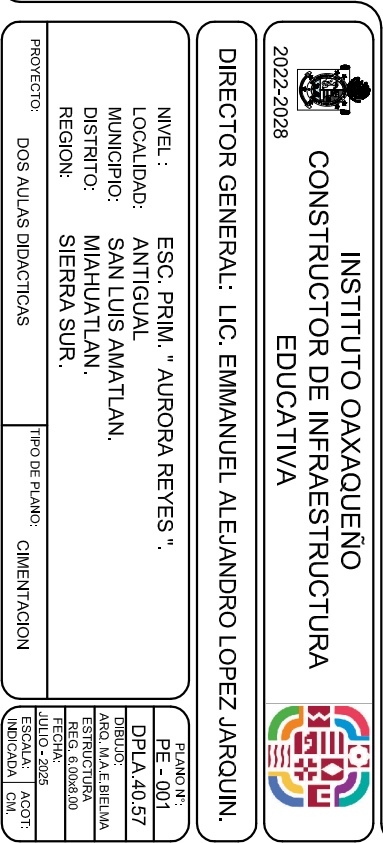 INSTITUTO OAXAQUEÑO
CONSTRUCTOR DE INFRAESTRUCTURA
EDUCATIVA
2022-2028
DIRECTOR GENERAL: LIC. EMMANUEL ALEJANDRO LOPEZ JARQUIN.
NIVEL : ESC. PRIM. " AURORA REYES ".
LOCALIDAD: ANTIGUAL
MUNICIPIO: SAN LUIS AMATLAN.
DISTRITO: MIAHUATLAN.
REGION: SIERRA SUR.
PROYECTO: DOS AULAS DIDACTICAS
TIPO DE PLANO: CIMENTACION
PLANO N°:
PE - 001
DPLA.40.57
DIBUJO:
ARQ. M.A.E.BIELMA
ESTRUCTURA
REG. 6.00x8.00
FECHA:
JULIO - 2025
ESCALA: ACOT:
INDICADA CM.